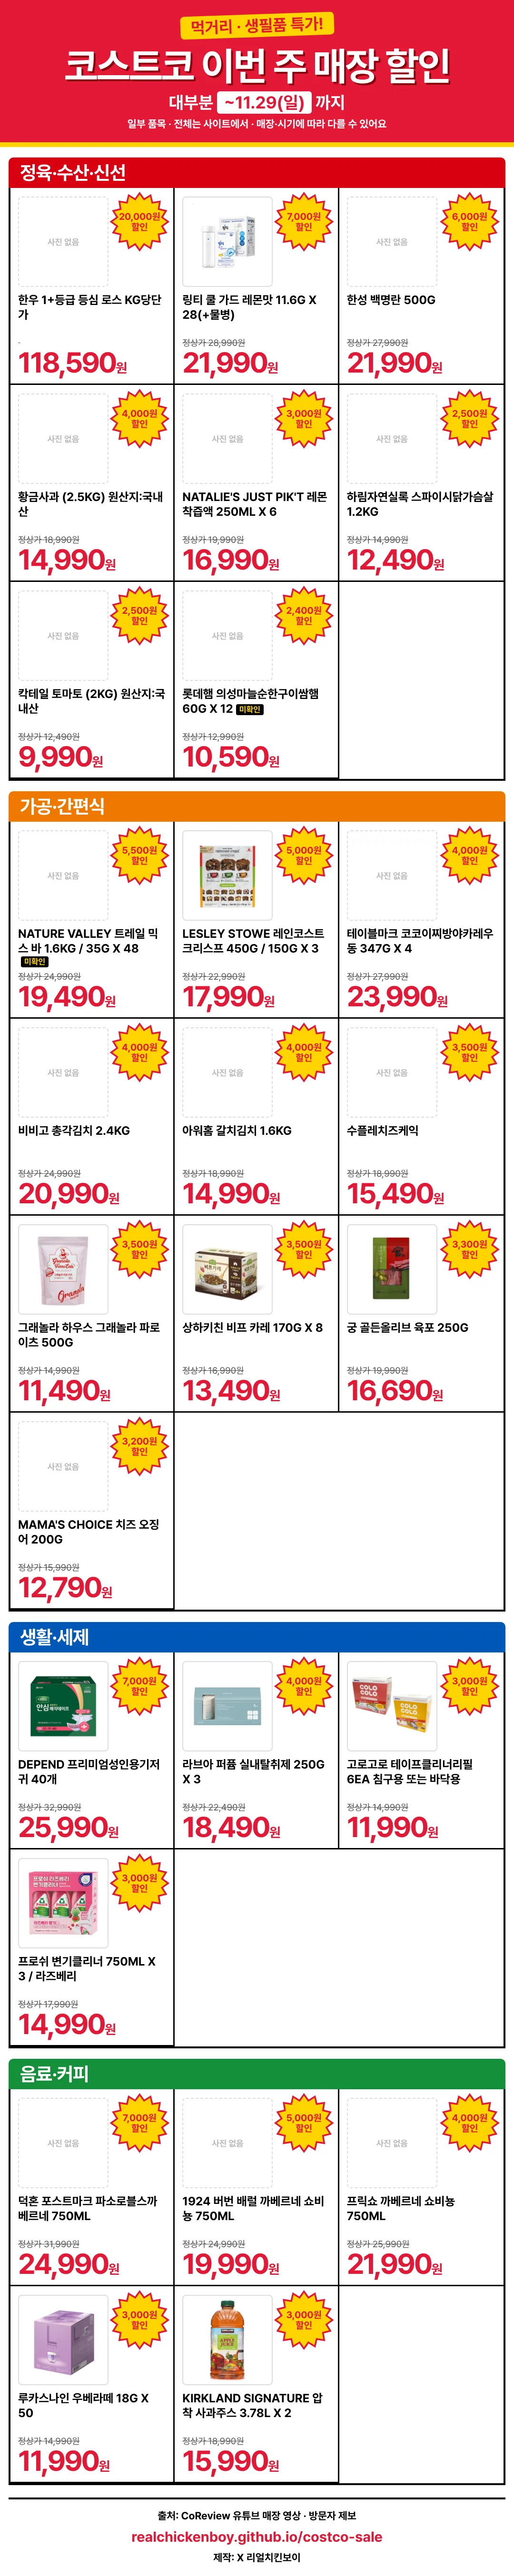 먹거리 · 생필품 특가!
코스트코 이번 주 매장 할인
대부분 ~11.29(일) 까지
일부 품목 · 전체는 사이트에서 · 매장·시기에 따라 다를 수 있어요
정육·수산·신선
사진 없음
20,000원
할인
한우 1+등급 등심 로스 KG당단
가
-
118,590원
7,000원
할인
링티 쿨 가드 레몬맛 11.6G X
28(+물병)
정상가 28,990원
21,990원
사진 없음
6,000원
할인
한성 백명란 500G
정상가 27,990원
21,990원
사진 없음
4,000원
할인
황금사과 (2.5KG) 원산지:국내
산
정상가 18,990원
14,990원
사진 없음
3,000원
할인
NATALIE'S JUST PIK'T 레몬
착즙액 250ML X 6
정상가 19,990원
16,990원
사진 없음
2,500원
할인
하림자연실록 스파이시닭가슴살
1.2KG
정상가 14,990원
12,490원
사진 없음
2,500원
할인
칵테일 토마토 (2KG) 원산지:국
내산
정상가 12,490원
9,990원
사진 없음
2,400원
할인
롯데햄 의성마늘순한구이쌈햄
60G X 12 미확인
정상가 12,990원
10,590원
가공·간편식
사진 없음
5,500원
할인
NATURE VALLEY 트레일 믹
스 바 1.6KG / 35G X 48
미확인
정상가 24,990원
19,490원
5,000원
할인
LESLEY STOWE 레인코스트
크리스프 450G / 150G X 3
정상가 22,990원
17,990원
사진 없음
4,000원
할인
테이블마크 코코이찌방야카레우
동 347G X 4
정상가 27,990원
23,990원
사진 없음
4,000원
할인
비비고 총각김치 2.4KG
정상가 24,990원
20,990원
사진 없음
4,000원
할인
아워홈 갈치김치 1.6KG
정상가 18,990원
14,990원
사진 없음
3,500원
할인
수플레치즈케익
정상가 18,990원
15,490원
3,500원
할인
Granola
그래놀라 하우스 그래놀라 파로
이츠 500G
정상가 14,990원
11,490원
3,500원
할인
상하키친 비프 카레 170G X 8
정상가 16,990원
13,490원
3,300원
할인
궁 골든올리브 육포 250G
정상가 19,990원
16,690원
사진 없음
3,200원
할인
MAMA'S CHOICE 치즈 오징
어 200G
정상가 15,990원
12,790원
생활·세제
안심
7,000원
할인
DEPEND 프리미엄성인용기저
귀 40개
정상가 32,990원
25,990원
4,000원
할인
라브아 퍼퓸 실내탈취제 250G
X 3
정상가 22,490원
18,490원
COLO
COLO
COLO
COLO
3,000원
할인
고로고로 테이프클리너리필
6EA 침구용 또는 바닥용
정상가 14,990원
11,990원
프로쉬 라즈베리
변기클리너
3,000원
할인
프로쉬 변기클리너 750ML X
3 / 라즈베리
정상가 17,990원
14,990원
음료·커피
사진 없음
7,000원
할인
덕혼 포스트마크 파소로블스까
베르네 750ML
정상가 31,990원
24,990원
사진 없음
5,000원
할인
1924 버번 배럴 까베르네 쇼비
뇽 750ML
정상가 24,990원
19,990원
사진 없음
4,000원
할인
프릭쇼 까베르네 쇼비뇽
750ML
정상가 25,990원
21,990원
3,000원
할인
루카스나인 우베라떼 18G X
50
정상가 14,990원
11,990원
KIRKLAND
APPLE
JUICE
3,000원
할인
KIRKLAND SIGNATURE 압
착 사과주스 3.78L X 2
정상가 18,990원
15,990원
출처: CoReview 유튜브 매장 영상 · 방문자 제보
realchickenboy.github.io/costco-sale
제작: X 리얼치킨보이